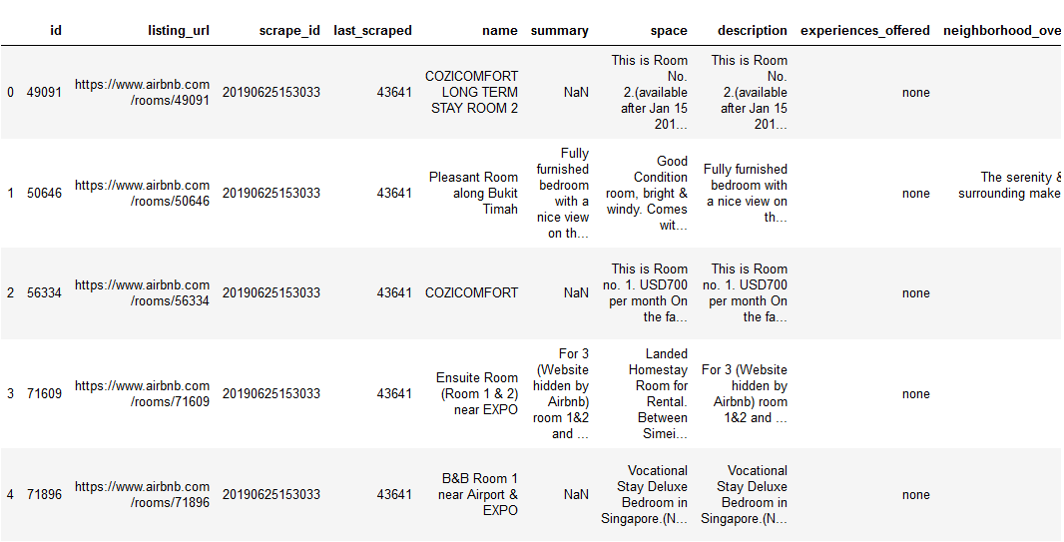 id listing_url scrape_id last_scraped name summary space description experiences_offered neighborhood_ove
0 49091 https://www.airbnb.com /rooms/49091 20190625153033 43641 COZICOMFORT LONG TERM STAY ROOM 2 NaN This is Room No. 2.(available after Jan 15 201... This is Room No. 2.(available after Jan 15 201... none
1 50646 https://www.airbnb.com /rooms/50646 20190625153033 43641 Pleasant Room along Bukit Timah Fully furnished bedroom with a nice view on th... Good Condition room, bright & windy. Comes wit... Fully furnished bedroom with a nice view on th... none The serenity & surrounding make
2 56334 https://www.airbnb.com /rooms/56334 20190625153033 43641 COZICOMFORT NaN This is Room no. 1. USD700 per month On the fa... This is Room no. 1. USD700 per month On the fa... none
3 71609 https://www.airbnb.com /rooms/71609 20190625153033 43641 Ensuite Room (Room 1 & 2) near EXPO For 3 (Website hidden by Airbnb) room 1&2 and ... Landed Homestay Room for Rental. Between Simei... For 3 (Website hidden by Airbnb) room 1&2 and ... none
4 71896 https://www.airbnb.com /rooms/71896 20190625153033 43641 B&B Room 1 near Airport & EXPO NaN Vocational Stay Deluxe Bedroom in Singapore.(N... Vocational Stay Deluxe Bedroom in Singapore.(N... none